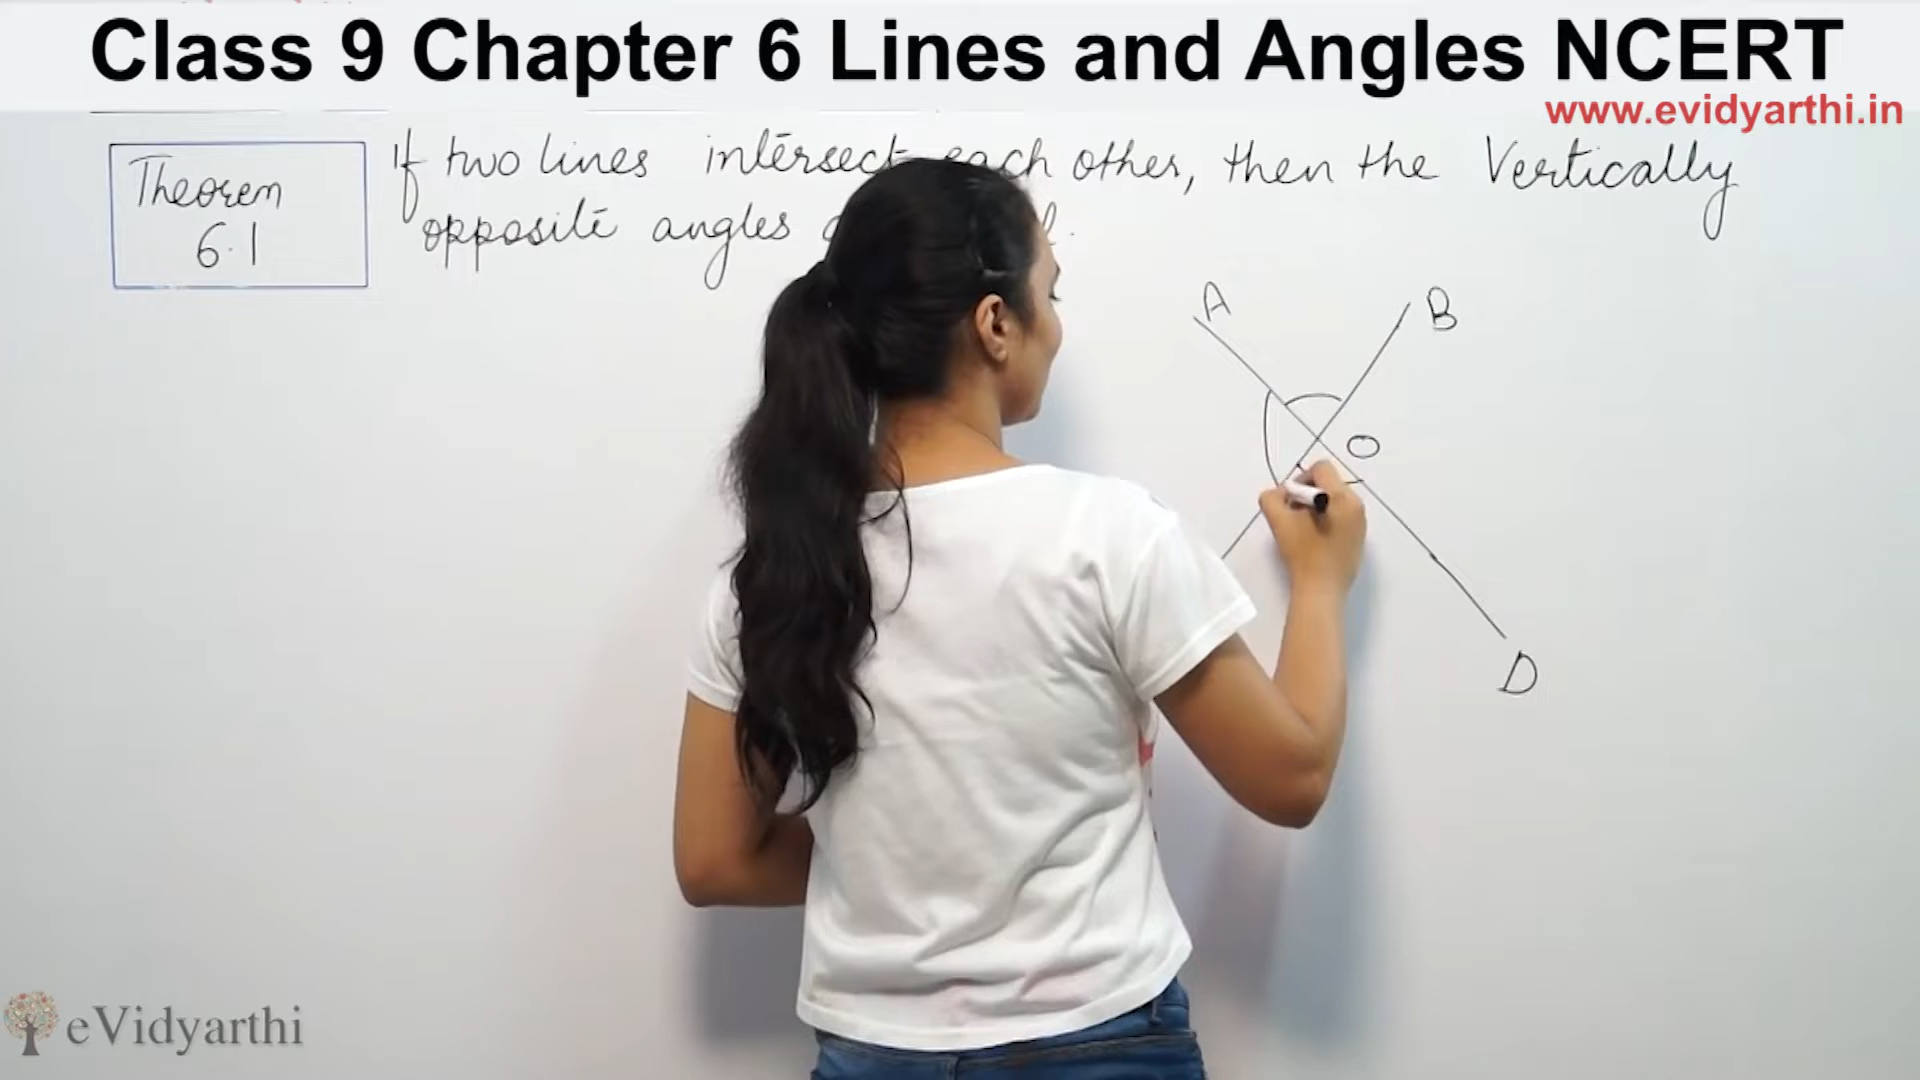 Class 9 Chapter 6 Lines and Angles NCERT
www.evidyarthi.in
Theorem
6.1
If two lines intersect each other, then the Vertically
opposite angles
A
B
O
D
eVidyarthi